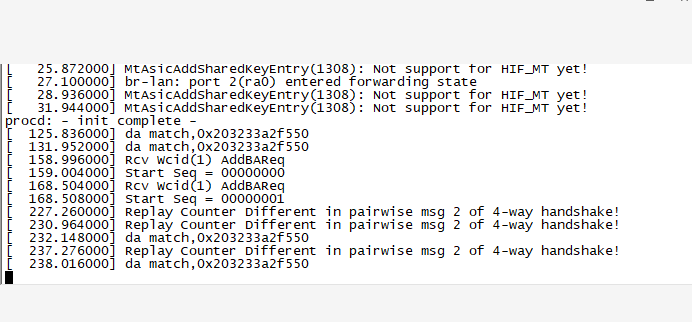 [   25.872000] MtAsicAddSharedKeyEntry(1308): Not support for HIF_MT yet!
[   27.100000] br-lan: port 2(ra0) entered forwarding state
[   28.936000] MtAsicAddSharedKeyEntry(1308): Not support for HIF_MT yet!
[   31.944000] MtAsicAddSharedKeyEntry(1308): Not support for HIF_MT yet!
procd: - init complete -
[  125.836000] da match,0x203233a2f550
[  131.952000] da match,0x203233a2f550
[  158.996000] Rcv Wcid(1) AddBAReq
[  159.004000] Start Seq = 00000000
[  168.504000] Rcv Wcid(1) AddBAReq
[  168.508000] Start Seq = 00000001
[  227.260000] Replay Counter Different in pairwise msg 2 of 4-way handshake!
[  230.964000] Replay Counter Different in pairwise msg 2 of 4-way handshake!
[  232.148000] da match,0x203233a2f550
[  237.276000] Replay Counter Different in pairwise msg 2 of 4-way handshake!
[  238.016000] da match,0x203233a2f550